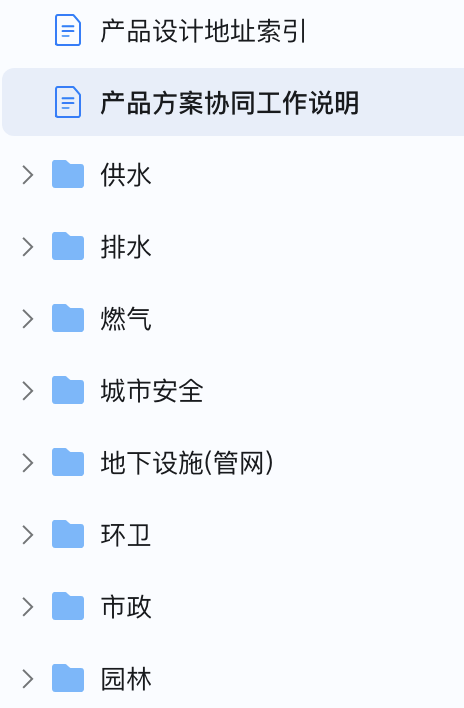 产品设计地址索引
产品方案协同工作说明
供水
排水
燃气
城市安全
地下设施(管网)
环卫
市政
园林